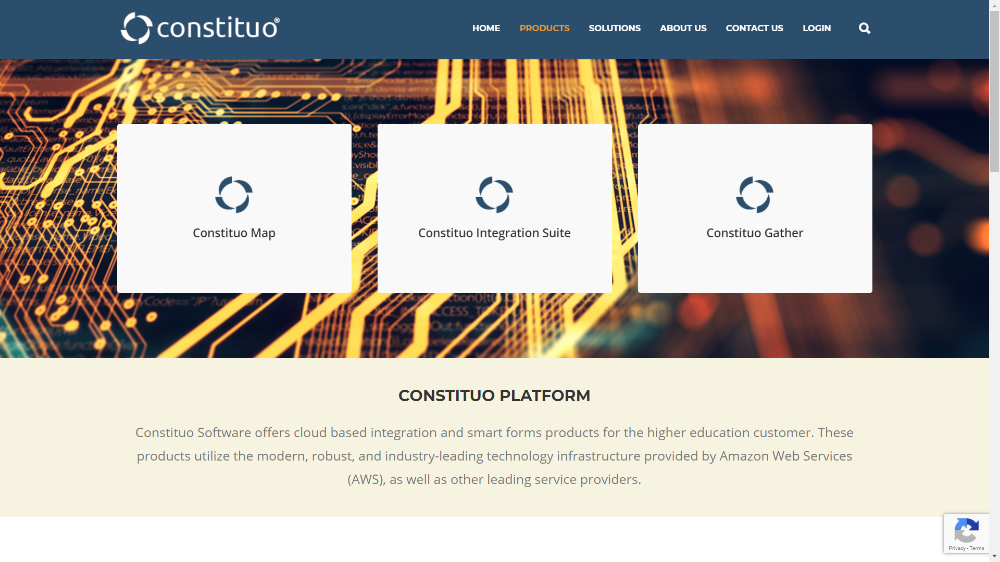 constituo®
HOME PRODUCTS SOLUTIONS ABOUT US CONTACT US LOGIN
Constituo Map
Constituo Integration Suite
Constituo Gather
CONSTITUO PLATFORM
Constituo Software offers cloud based integration and smart forms products for the higher education customer. These
products utilize the modern, robust, and industry-leading technology infrastructure provided by Amazon Web Services
(AWS), as well as other leading service providers.
Privacy - Terms